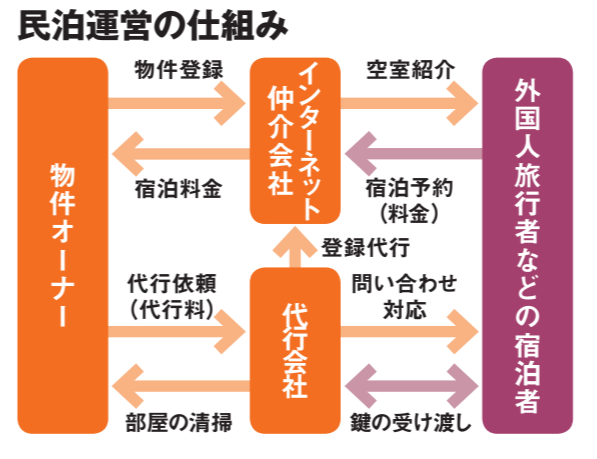 民泊運営の仕組み
物件オーナー
物件登録
宿泊料金
インターネット
仲介会社
空室紹介
宿泊予約
(料金)
外国人旅行者などの宿泊者
登録代行
代行依頼
(代行料)
部屋の清掃
代行会社
問い合わせ
対応
鍵の受け渡し